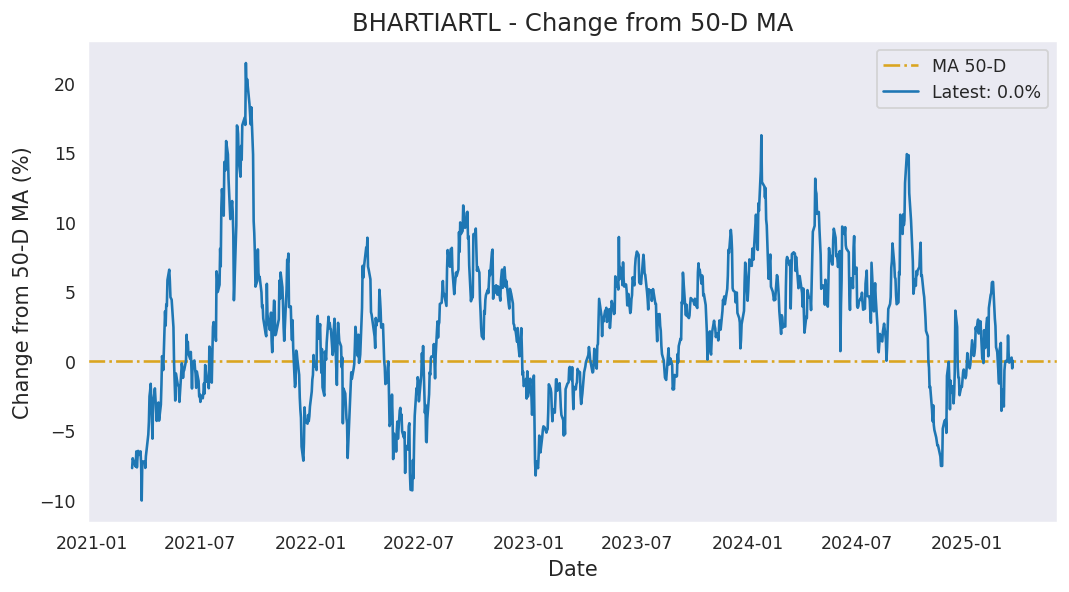 BHARTIARTL - Change from 50-D MA
MA 50-D
Latest: 0.0%
Change from 50-D MA (%)
20
15
10
5
0
−5
−10
2021-01 2021-07 2022-01 2022-07 2023-01 2023-07 2024-01 2024-07 2025-01
Date